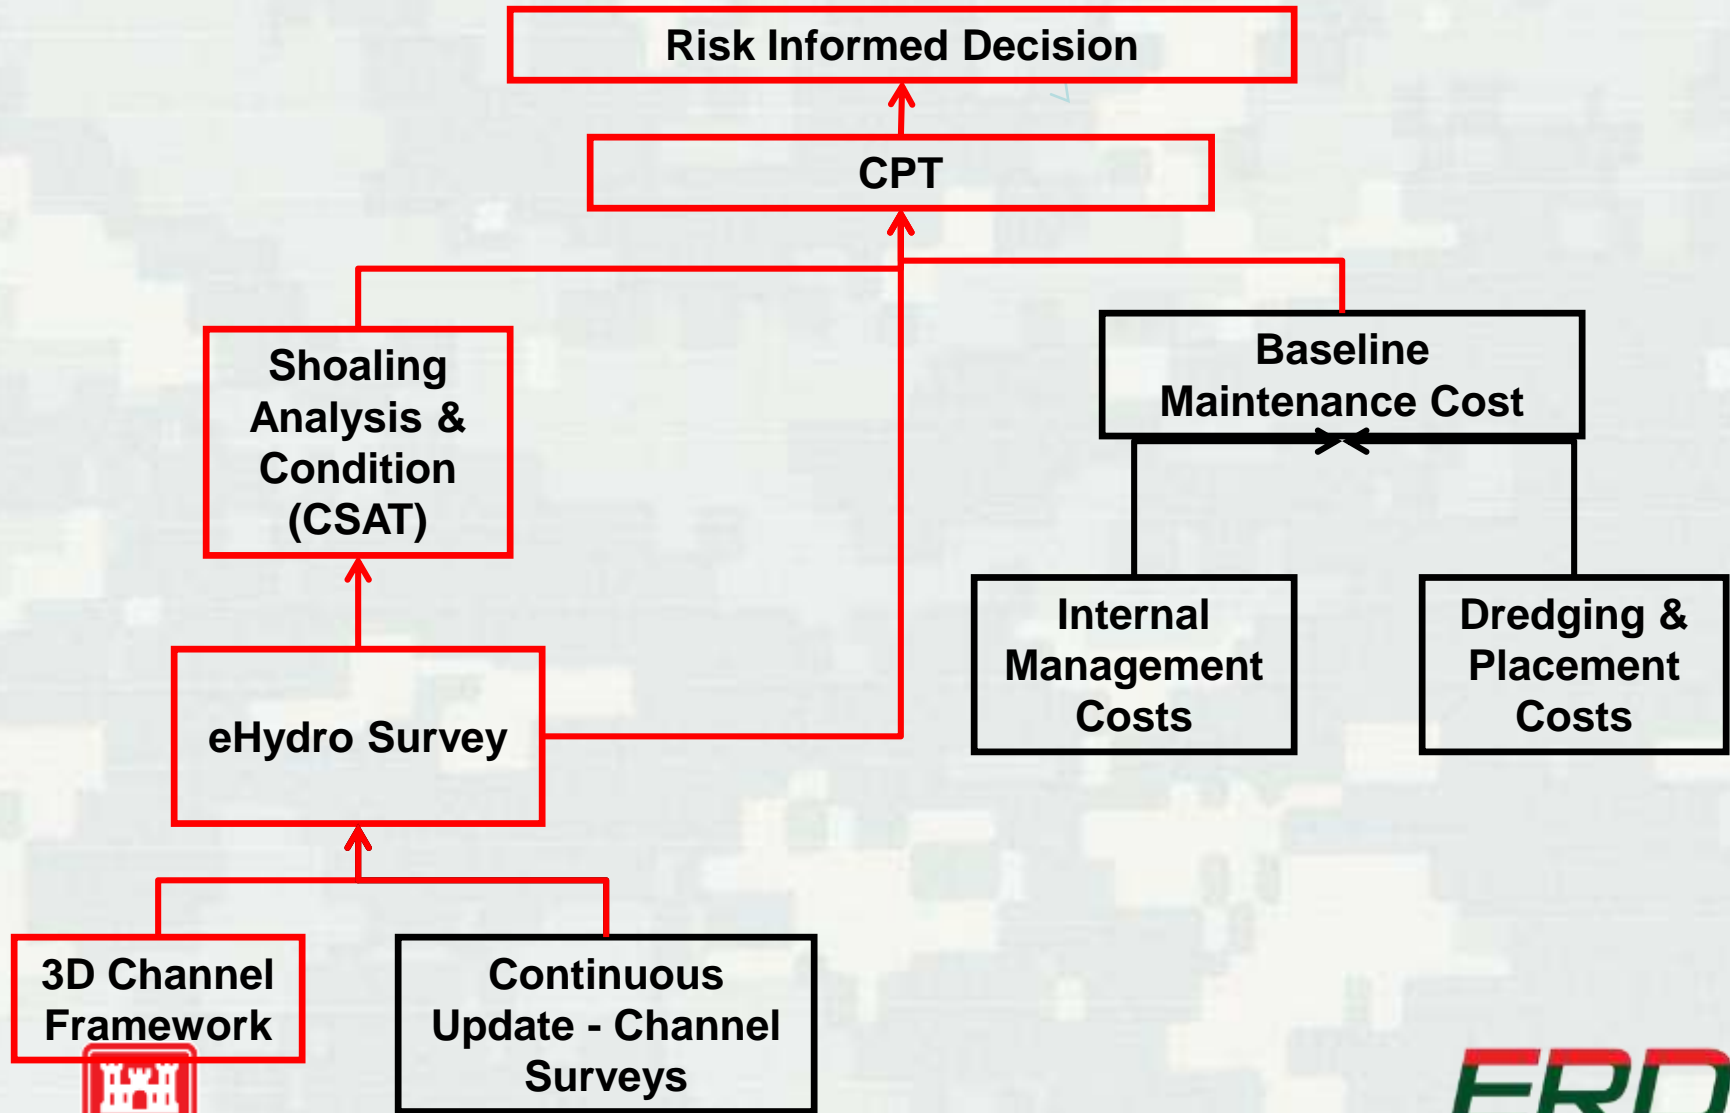 Risk Informed Decision
CPT
Shoaling
Analysis &
Condition
(CSAT)
Baseline
Maintenance Cost
Internal
Management
Costs
Dredging &
Placement
Costs
eHydro Survey
3D Channel
Framework
Continuous
Update - Channel
Surveys